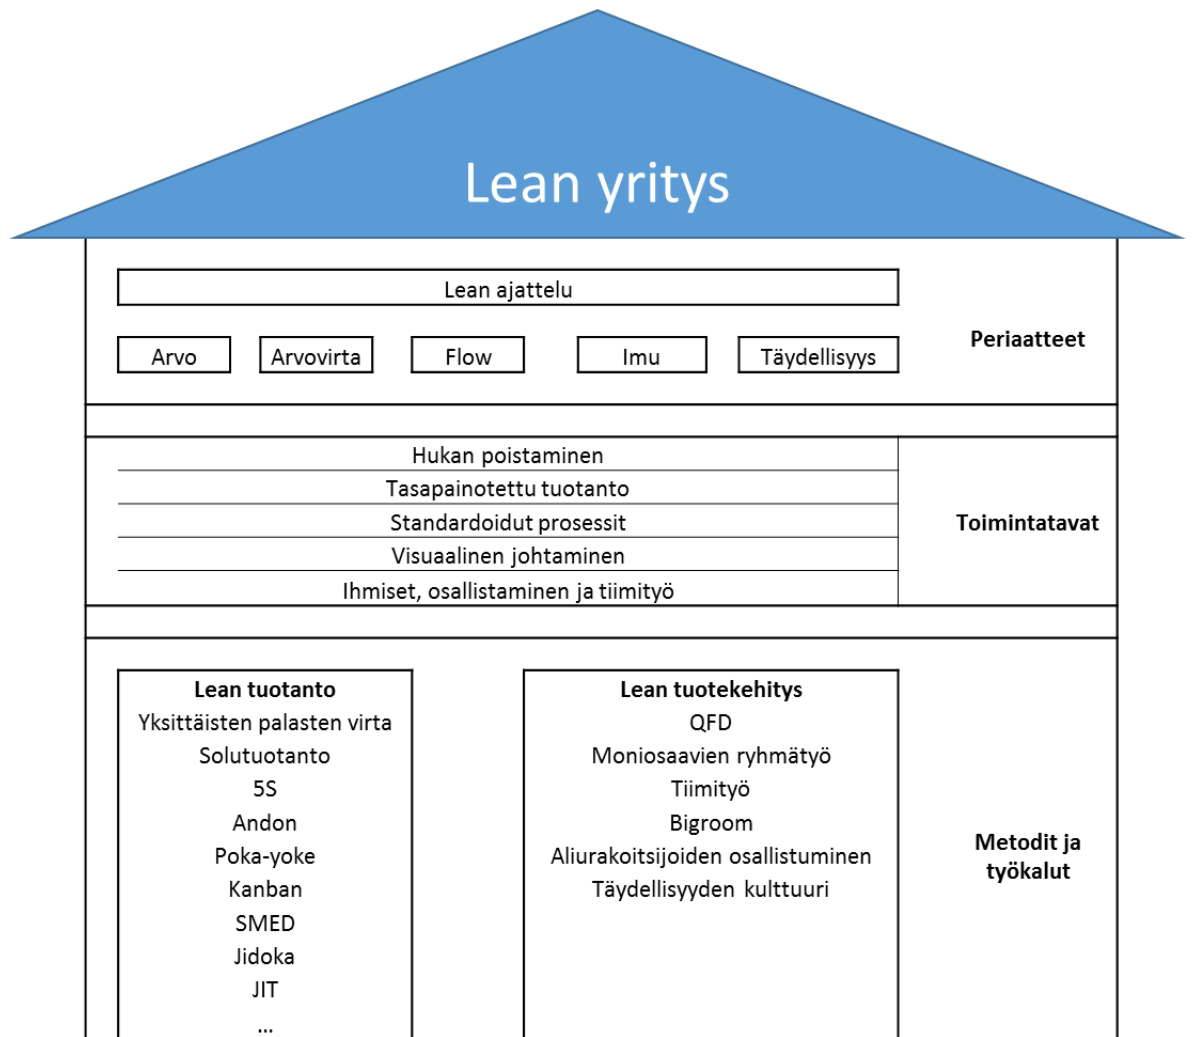 Lean yritys
Lean ajattelu
Arvo
Arvovirta
Flow
Imu
Täydellisyys
Periaatteet
Hukan poistaminen
Tasapainotettu tuotanto
Standardoidut prosessit
Visuaalinen johtaminen
Ihmiset, osallistaminen ja tiimityö
Toimintatavat
Lean tuotanto
Yksittäisten palasten virta
Solutuotanto
5S
Andon
Poka-yoke
Kanban
SMED
Jidoka
JIT
...
Lean tuotekehitys
QFD
Moniosaavien ryhmätyö
Tiimityö
Bigroom
Aliurakoitsijoiden osallistuminen
Täydellisyyden kulttuuri
Metodit ja
työkalut